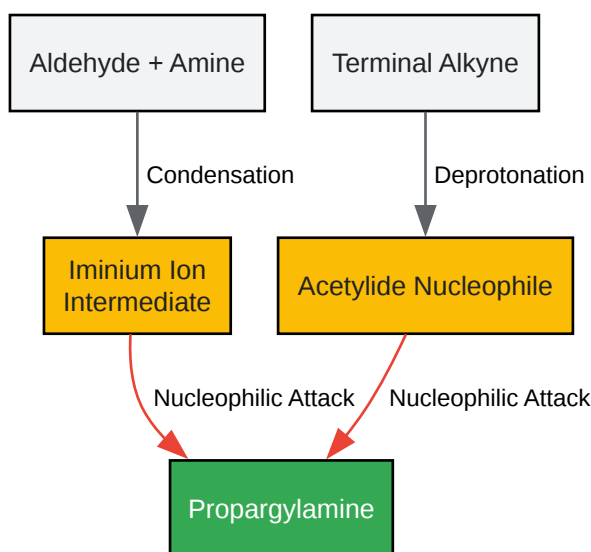 Aldehyde + Amine
Terminal Alkyne
Condensation
Deprotonation
Iminium Ion
Intermediate
Acetylide Nucleophile
Nucleophilic Attack
Nucleophilic Attack
Propargylamine